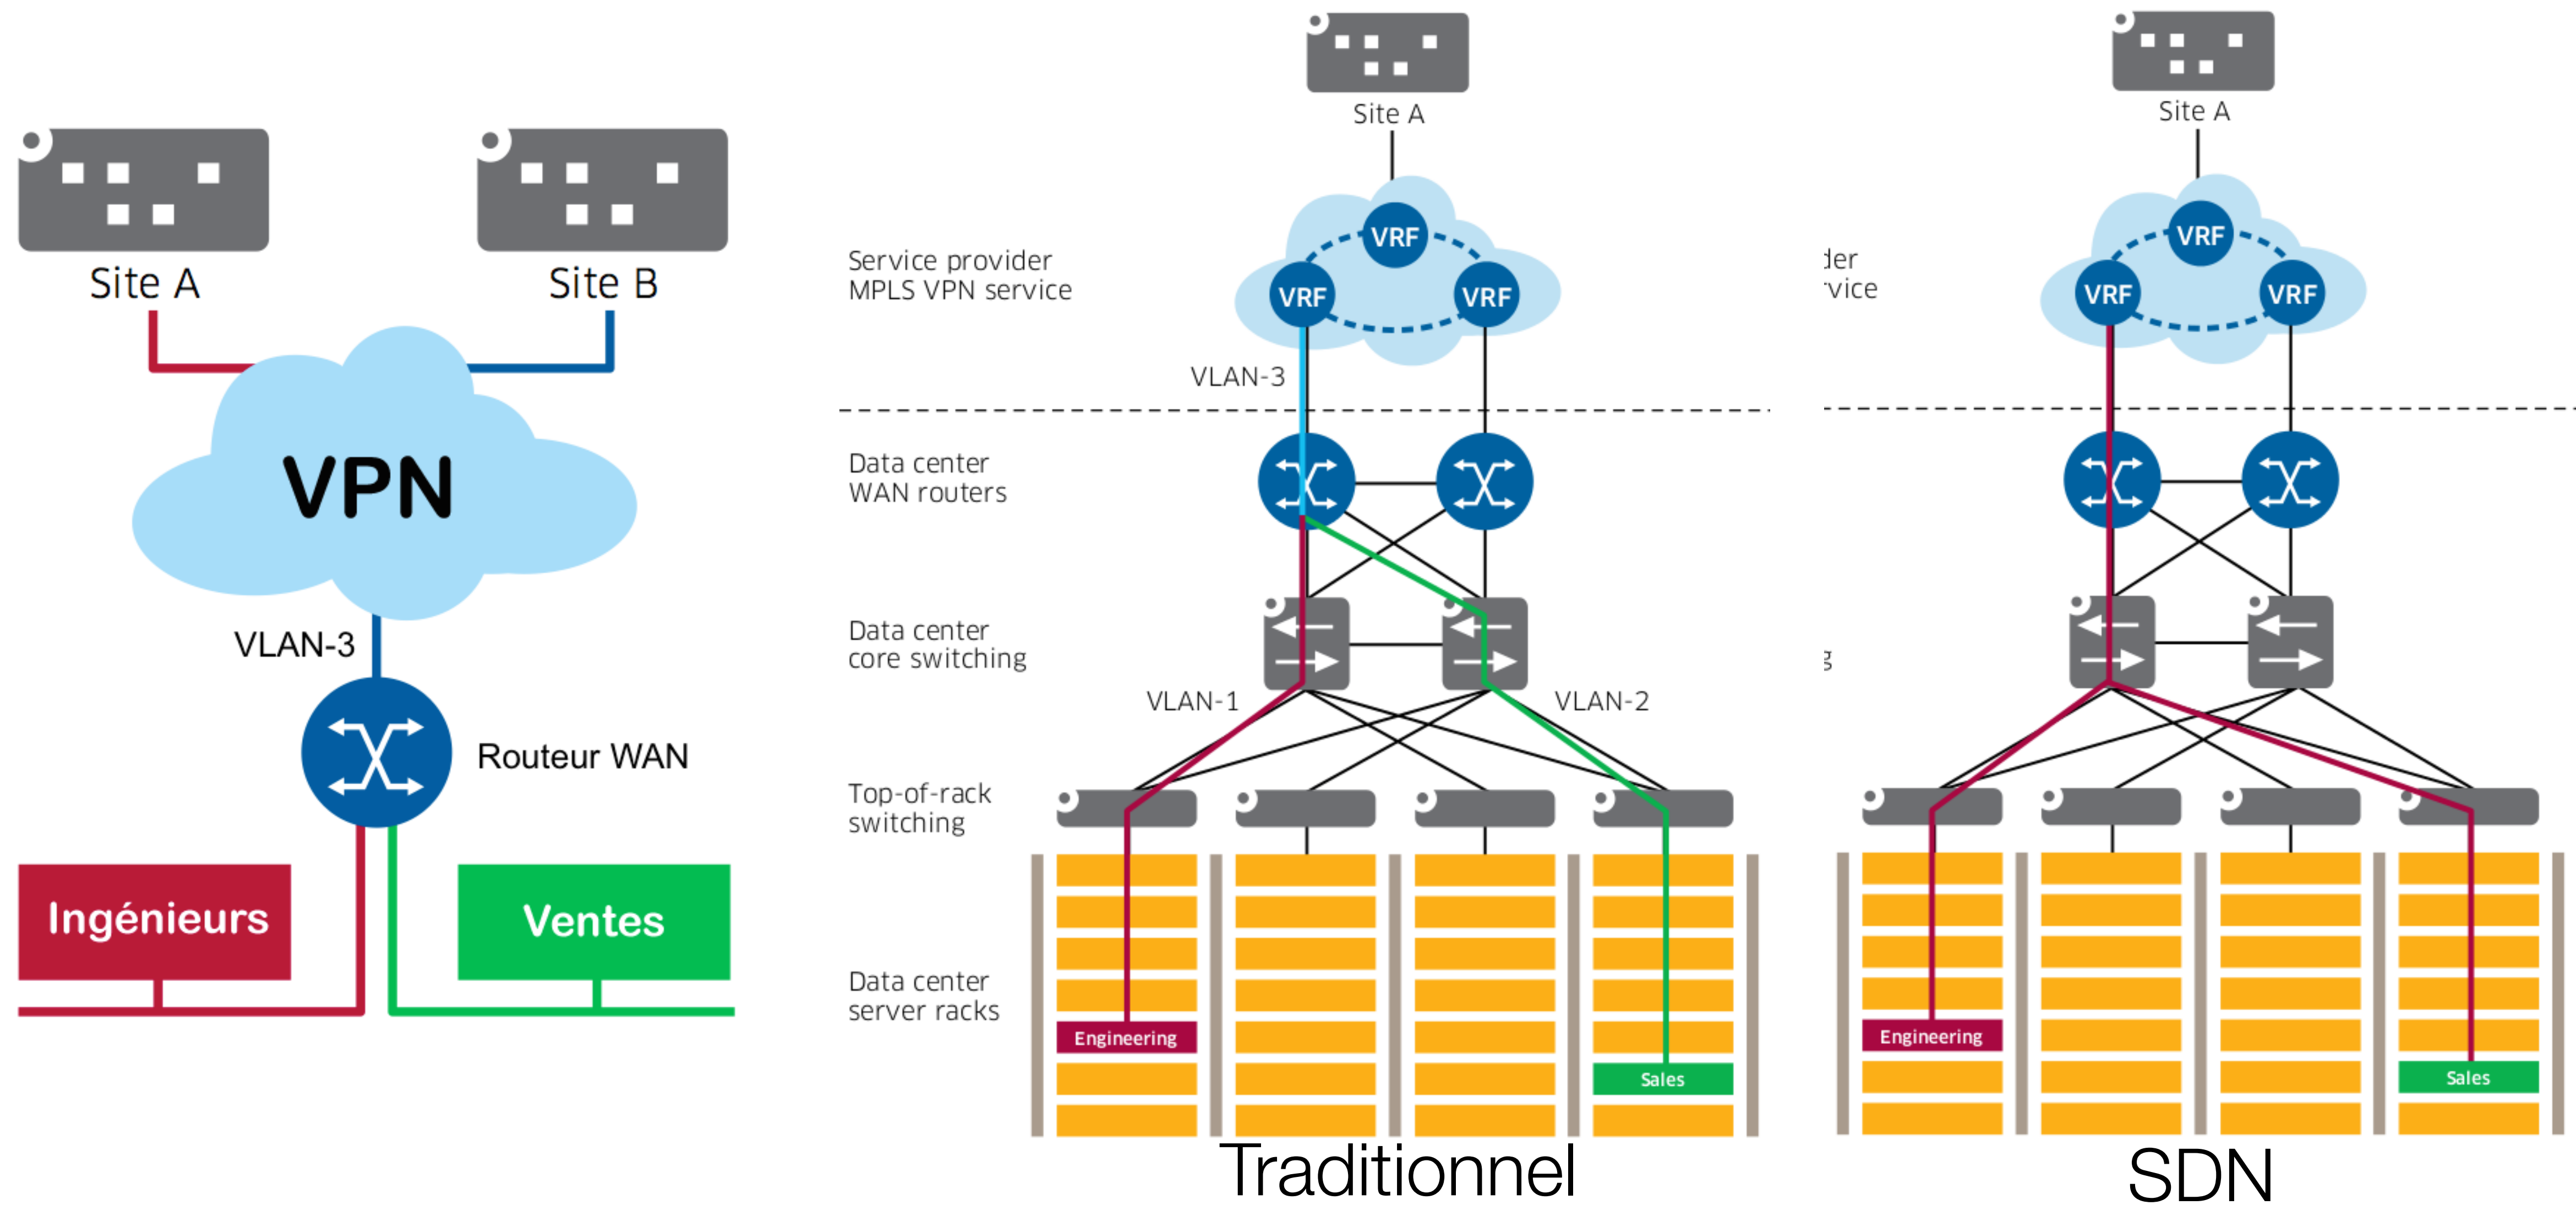 Site A
Site B
VPN
VLAN-3
Routeur WAN
Ingénieurs
Ventes
Site A
Service provider
MPLS VPN service
VRF
VRF
VRF
VLAN-3
Data center
WAN routers
Data center
core switching
VLAN-1
VLAN-2
Top-of-rack
switching
Data center
server racks
Engineering
Sales
Traditionnel
Site A
der
rvice
VRF
VRF
VRF
g
Engineering
Sales
SDN